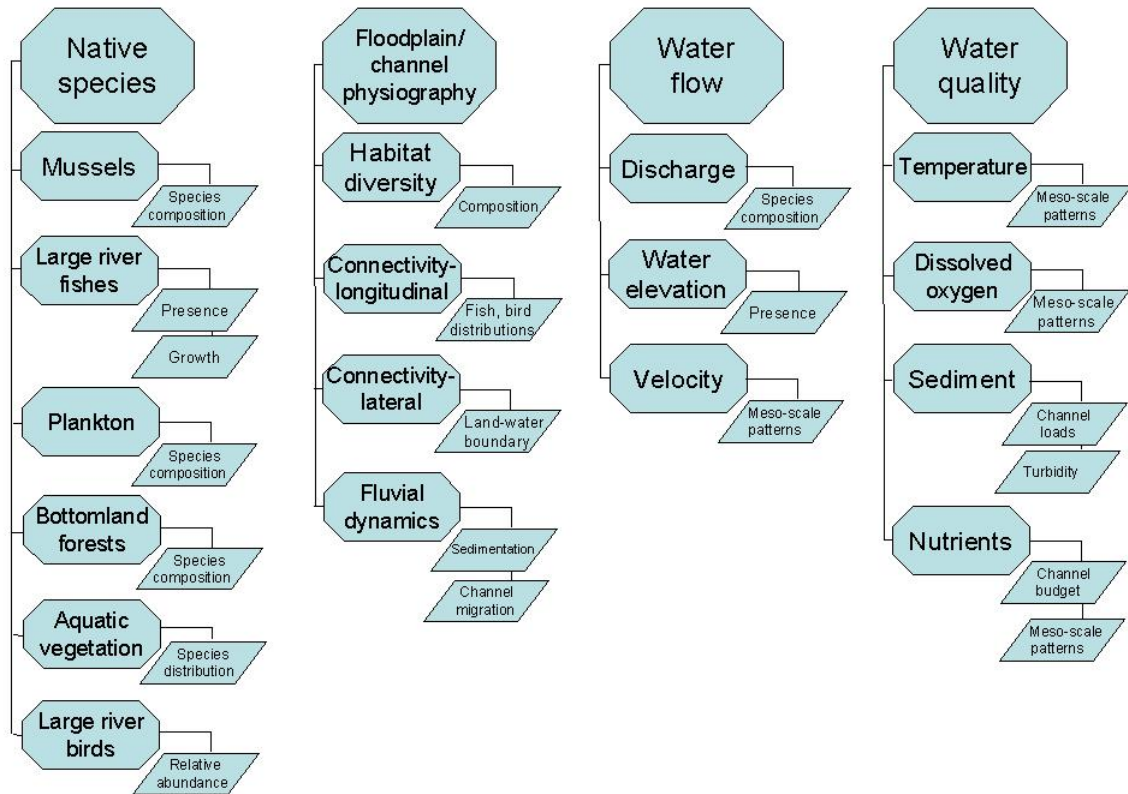 Native
species
Mussels
Species
composition
Large river
fishes
Presence
Growth
Plankton
Species
composition
Bottomland
forests
Species
composition
Aquatic
vegetation
Species
distribution
Large river
birds
Relative
abundance
Floodplain/
channel
physiography
Habitat
diversity
Composition
Connectivity-
longitudinal
Fish, bird
distributions
Connectivity-
lateral
Land-water
boundary
Fluvial
dynamics
Sedimentation
Channel
migration
Water
flow
Discharge
Species
composition
Water
elevation
Presence
Velocity
Meso-scale
patterns
Water
quality
Temperature
Meso-scale
patterns
Dissolved
oxygen
Meso-scale
patterns
Sediment
Channel
loads
Turbidity
Nutrients
Channel
budget
Meso-scale
patterns